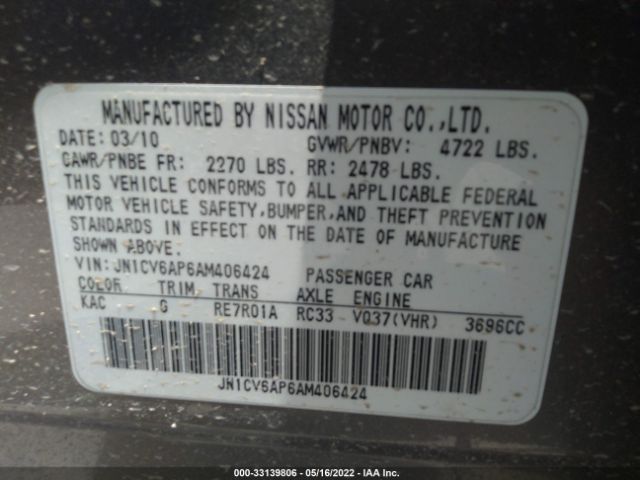 MANUFACTURED BY NISSAN MOTOR CO.,LTD.
DATE: 03/10 GVWR/PNBV: 4722 LBS.
GAWR/PNBE FR: 2270 LBS. RR: 2478 LBS.
THIS VEHICLE CONFORMS TO ALL APPLICABLE FEDERAL
MOTOR VEHICLE SAFETY,BUMPER,AND THEFT PREVENTION
STANDARDS IN EFFECT ON THE DATE OF MANUFACTURE
SHOWN ABOVE.
VIN: JN1CV6AP6AM406424 PASSENGER CAR
COLOR TRIM TRANS AXLE ENGINE
KAC G RE7R01A RC33 VQ37(VHR) 3696CC
JN1CV6AP6AM406424
000-33139806 - 05/16/2022 - IAA Inc.